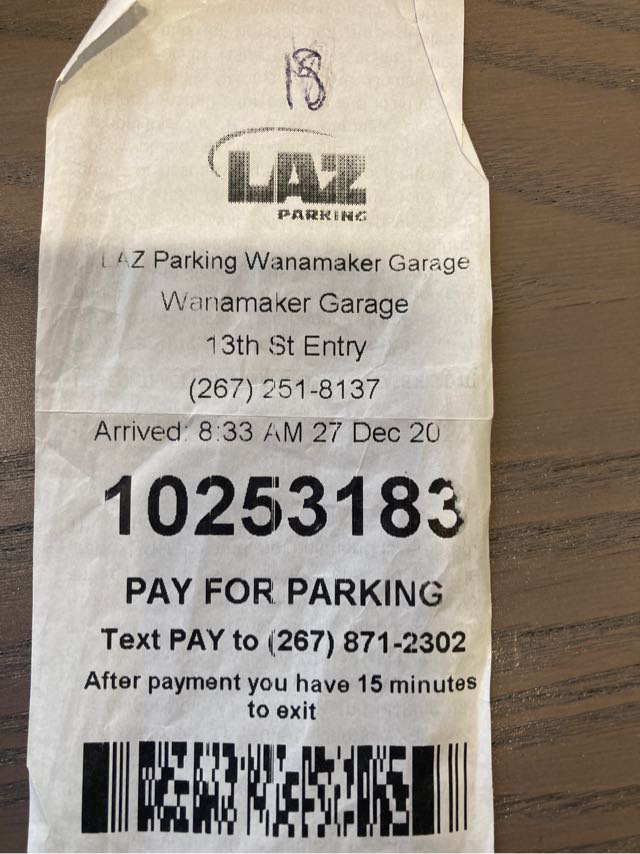 18
LAZ
PARKING
LAZ Parking Wanamaker Garage
Wanamaker Garage
13th St Entry
(267) 251-8137
Arrived: 8:33 AM 27 Dec 20
10253183
PAY FOR PARKING
Text PAY to (267) 871-2302
After payment you have 15 minutes
to exit